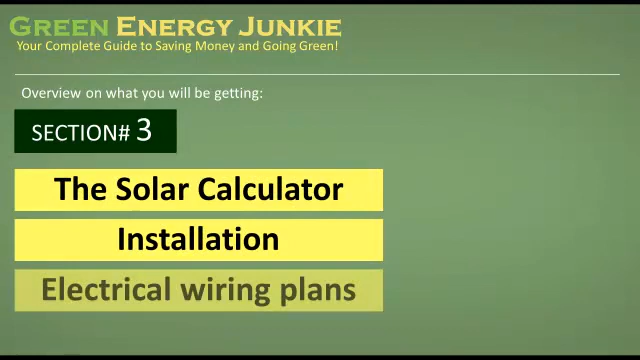 Green Energy Junkie
Your Complete Guide to Saving Money and Going Green!
Overview on what you will be getting:
SECTION# 3
The Solar Calculator
Installation
Electrical wiring plans